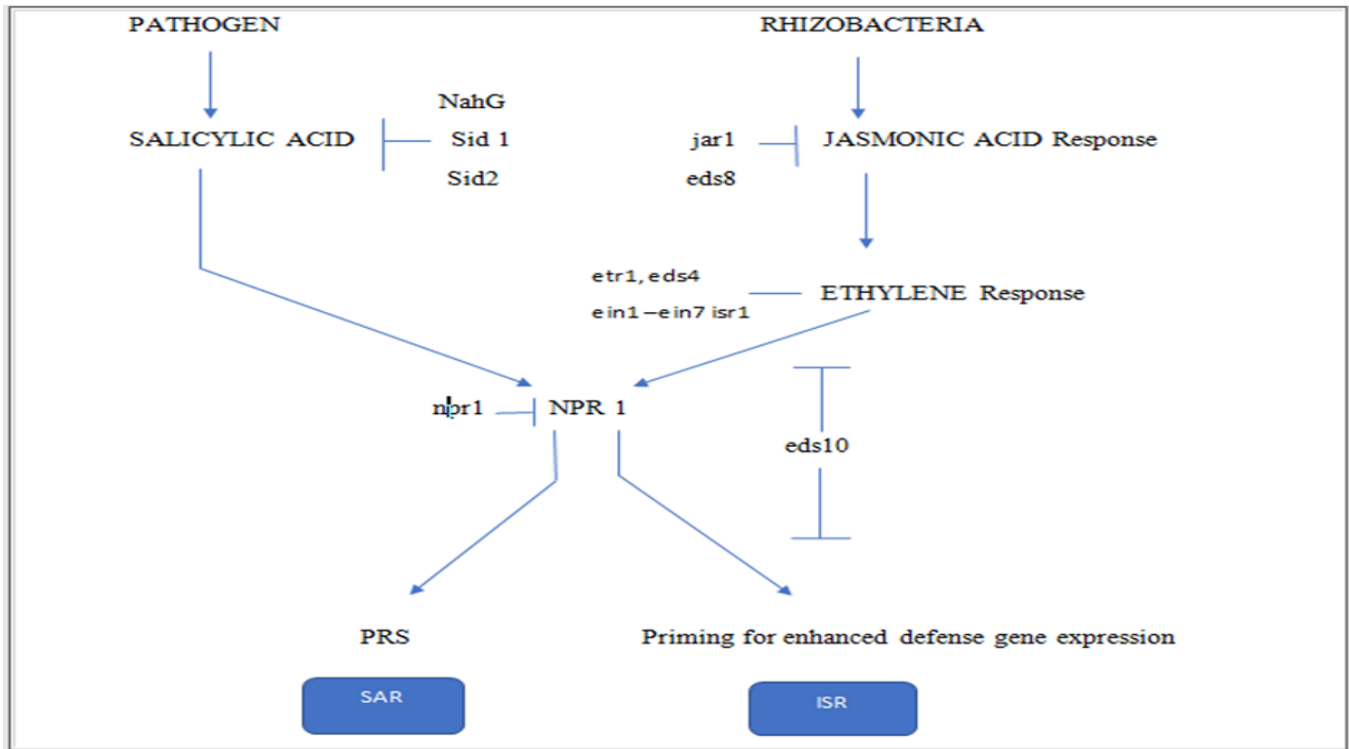 PATHOGEN
RHIZOBACTERIA
NahG
SALICYLIC ACID
Sid 1
Sid2
jar1
eds8
JASMONIC ACID Response
etr1, eds4
ein1–ein7 isr1
ETHYLENE Response
npr1
NPR 1
eds10
PRS
Priming for enhanced defense gene expression
SAR
ISR